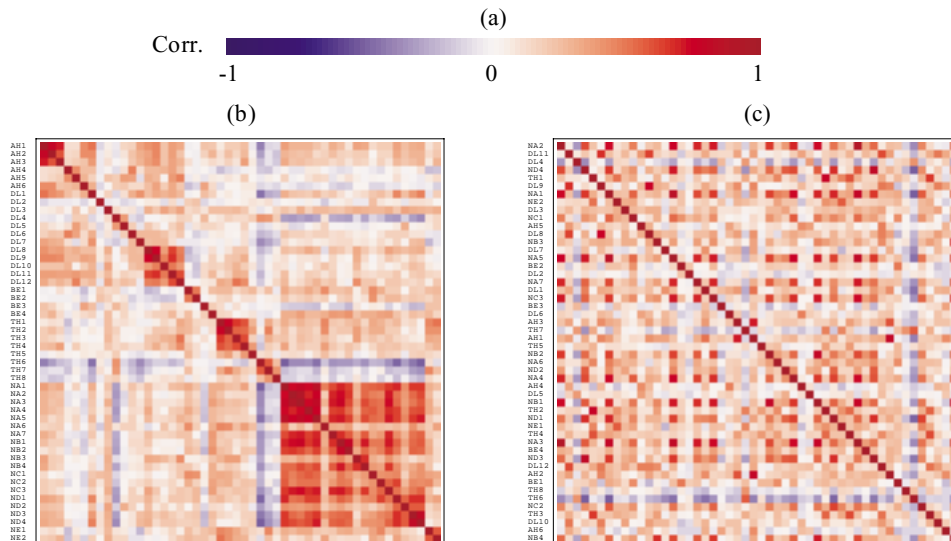 (a)
Corr.
-1 0 1
(b)
AH1
AH2
AH3
AH4
AH5
AH6
DL1
DL2
DL3
DL4
DL5
DL6
DL7
DL8
DL9
DL10
DL11
DL12
BE1
BE2
BE3
BE4
TH1
TH2
TH3
TH4
TH5
TH6
TH7
TH8
NA1
NA2
NA3
NA4
NA5
NA6
NA7
NB1
NB2
NB3
NB4
NC1
NC2
NC3
ND1
ND2
ND3
ND4
NE1
NE2
(c)
NA2
DL11
DL4
ND4
TH1
DL9
NA1
NE2
DL3
NC1
AH5
DL8
NB3
DL7
NA5
BE2
DL2
NA7
DL1
NC3
BE3
DL6
AH3
TH7
AH1
TH5
NB2
NA6
ND2
NA4
AH4
DL5
NB1
TH2
ND1
NE1
TH4
NA3
BE4
ND3
DL12
AH2
BE1
TH8
TH6
NC2
TH3
DL10
AH6
NB4